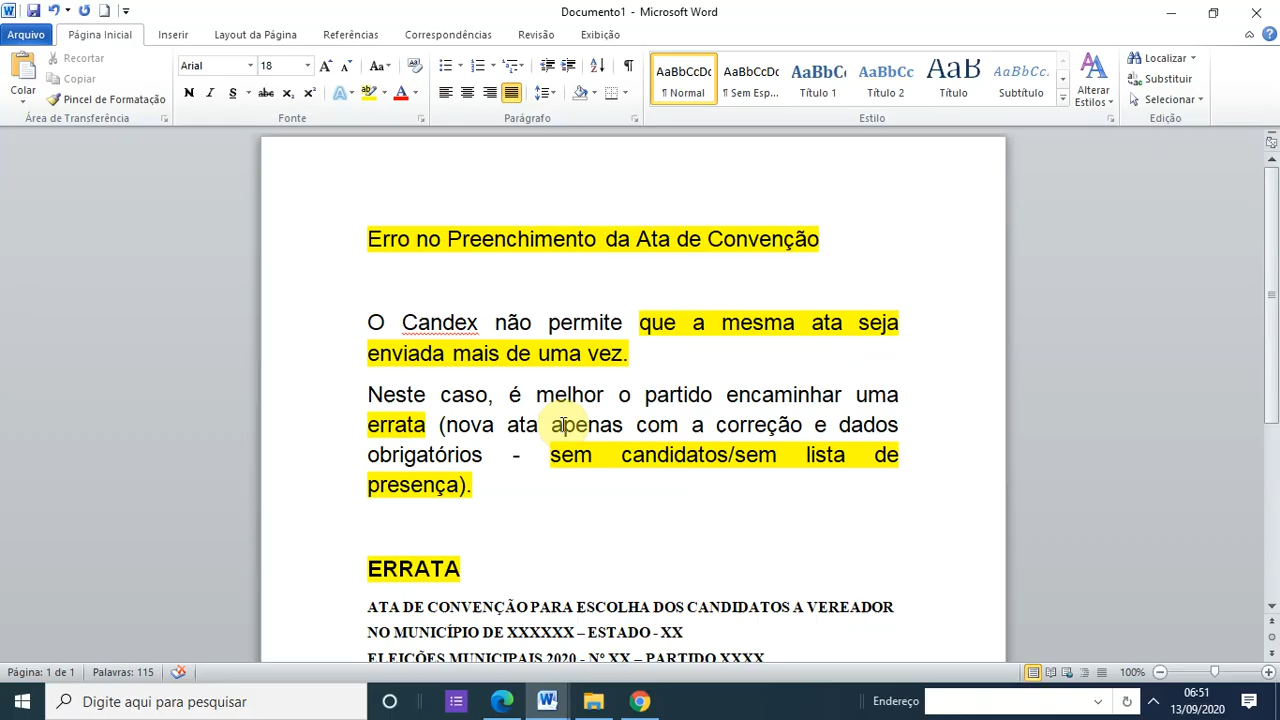 Documento1 - Microsoft Word
Arquivo Página Inicial Inserir Layout da Página Referências Correspondências Revisão Exibição
Colar
Recortar
Copiar
Pincel de Formatação
Área de Transferência
Arial 18
Fonte
Parágrafo
AaBbCcDc AaBbCcDc AaBbC AaBbCc AaB AaBbCc.
¶ Normal ¶ Sem Esp... Título 1 Título 2 Título Subtítulo
Alterar
Estilos
Estilo
Localizar
Substituir
Selecionar
Edição
Erro no Preenchimento da Ata de Convenção
O Candex não permite que a mesma ata seja
enviada mais de uma vez.
Neste caso, é melhor o partido encaminhar uma
errata (nova ata apenas com a correção e dados
obrigatórios - sem candidatos/sem lista de
presença).
ERRATA
ATA DE CONVENÇÃO PARA ESCOLHA DOS CANDIDATOS A VEREADOR
NO MUNICÍPIO DE XXXXXX – ESTADO - XX
ELEIÇÕES MUNICIPAIS 2020 - Nº XX – PARTIDO XXXX
Página: 1 de 1 Palavras: 115 100%
Digite aqui para pesquisar
Endereço
06:51
13/09/2020